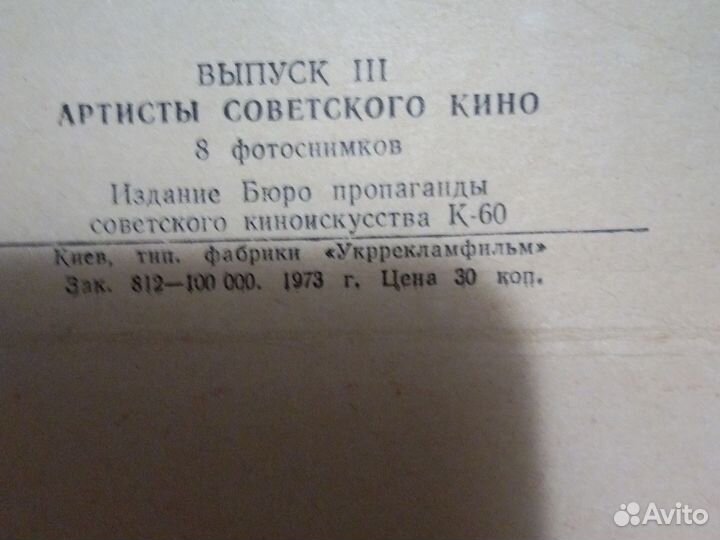 ВЫПУСК III
АРТИСТЫ СОВЕТСКОГО КИНО
8 фотоснимков
Издание Бюро пропаганды
советского киноискусства К-60
Киев, тип. фабрики «Укррекламфильм»
Зак. 812—100 000. 1973 г. Цена 30 коп.
Avito